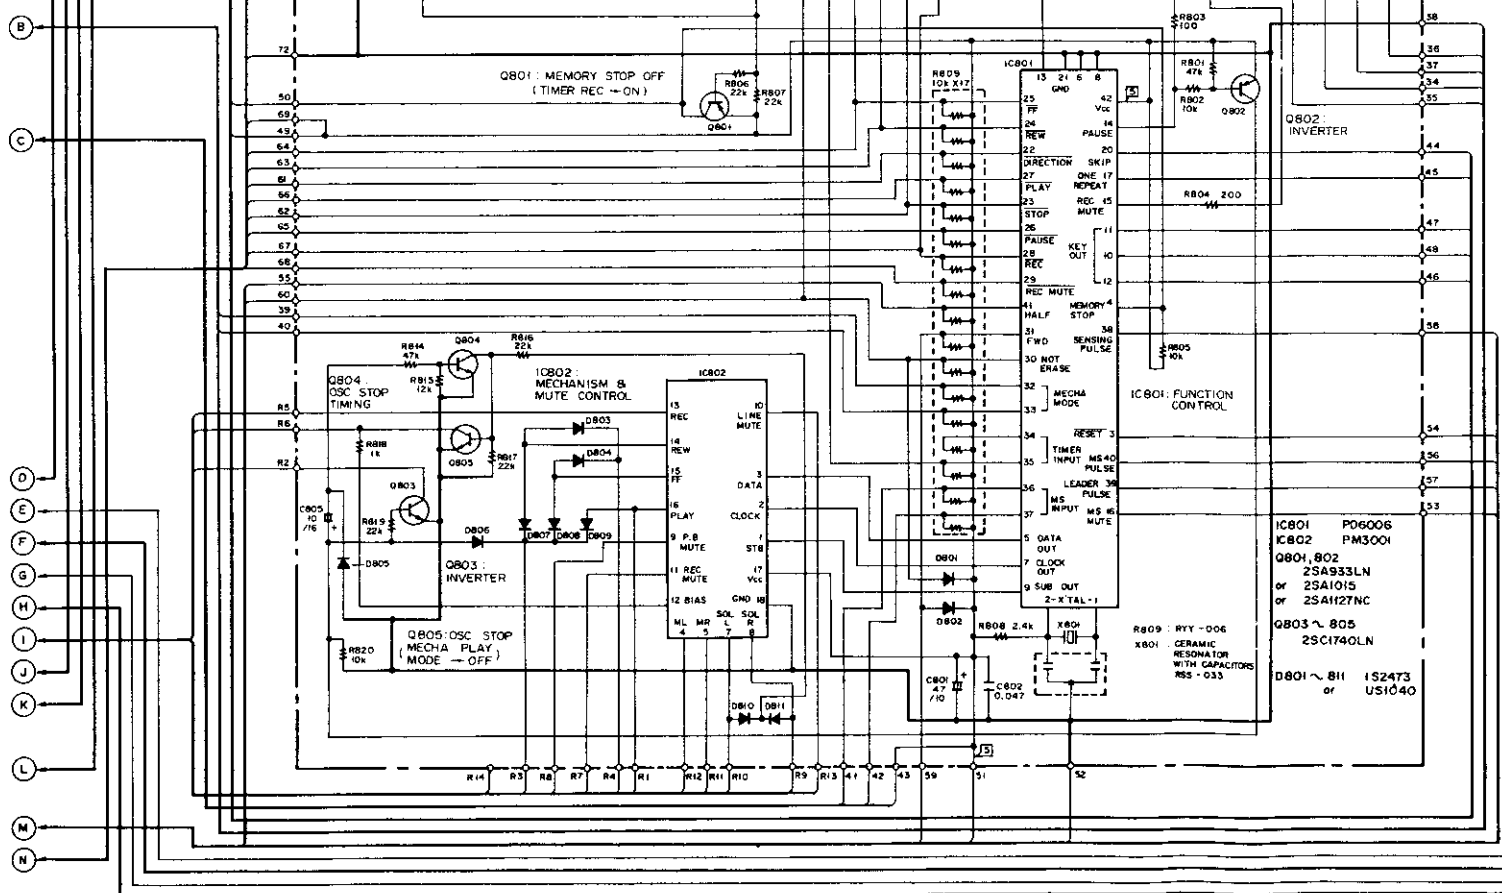 B
C
D
E
F
G
H
I
J
K
L
M
N
72
50
69
49
64
63
61
66
62
65
67
68
55
60
39
40
R5
R6
R2
Q801 : MEMORY STOP OFF
( TIMER REC → ON )
R806
22k
R807
22k
Q801
R809
10k X17
IC801
13 21 6 8
GND
25
FF
24
REW
22
DIRECTION
27
PLAY
23
STOP
26
PAUSE
28
REC
29
REC MUTE
41
HALF
31
FWD
30 NOT
ERASE
32
MECHA
MODE
33
34
TIMER
INPUT
35
36
MS
INPUT
37
5 DATA
OUT
7 CLOCK
OUT
9 SUB OUT
2-X'TAL-1
42
Vcc
14
PAUSE
20
SKIP
ONE 17
REPEAT
REC 15
MUTE
KEY
OUT
11
10
12
MEMORY 4
STOP
38
SENSING
PULSE
RESET 3
MS 40
PULSE
LEADER 39
PULSE
MS 16
MUTE
5
R803
100
R801
47k
R802
10k
Q802
Q802 :
INVERTER
R804 200
R805
10k
IC801 : FUNCTION
CONTROL
38
36
37
34
35
44
45
47
48
46
58
54
56
57
53
R814
47k
Q804
R816
22k
R815
12k
Q804 :
OSC STOP
TIMING
IC802 :
MECHANISM &
MUTE CONTROL
R818
1k
Q805
R817
22k
Q803
C805
10
/16
R819
22k
D806
D805
Q803 :
INVERTER
Q805 : OSC STOP
( MECHA PLAY )
MODE → OFF
R820
10k
D803
D804
D807
D808
D809
IC802
13
REC
14
REW
15
FF
16
PLAY
9 P.B
MUTE
11 REC
MUTE
12 BIAS
10
LINE
MUTE
3
DATA
2
CLOCK
1
STB
17
Vcc
GND 18
ML
4
MR
5
SOL
L
7
SOL
R
8
D810
D811
D801
D802
R808 2.4k
X801
C801
47
/10
C802
0.047
5
R14
R3
R8
R7
R4
R1
R12
R11
R10
R9
R13
41
42
43
59
51
52
R809 : RYY-006
X801 : CERAMIC
RESONATOR
WITH CAPACITORS
RSS-033
IC801 PD6006
IC802 PM3001
Q801,802
2SA933LN
or 2SA1015
or 2SA1127NC
Q803 ~ 805
2SC1740LN
D801 ~ 811 1S2473
or US1040